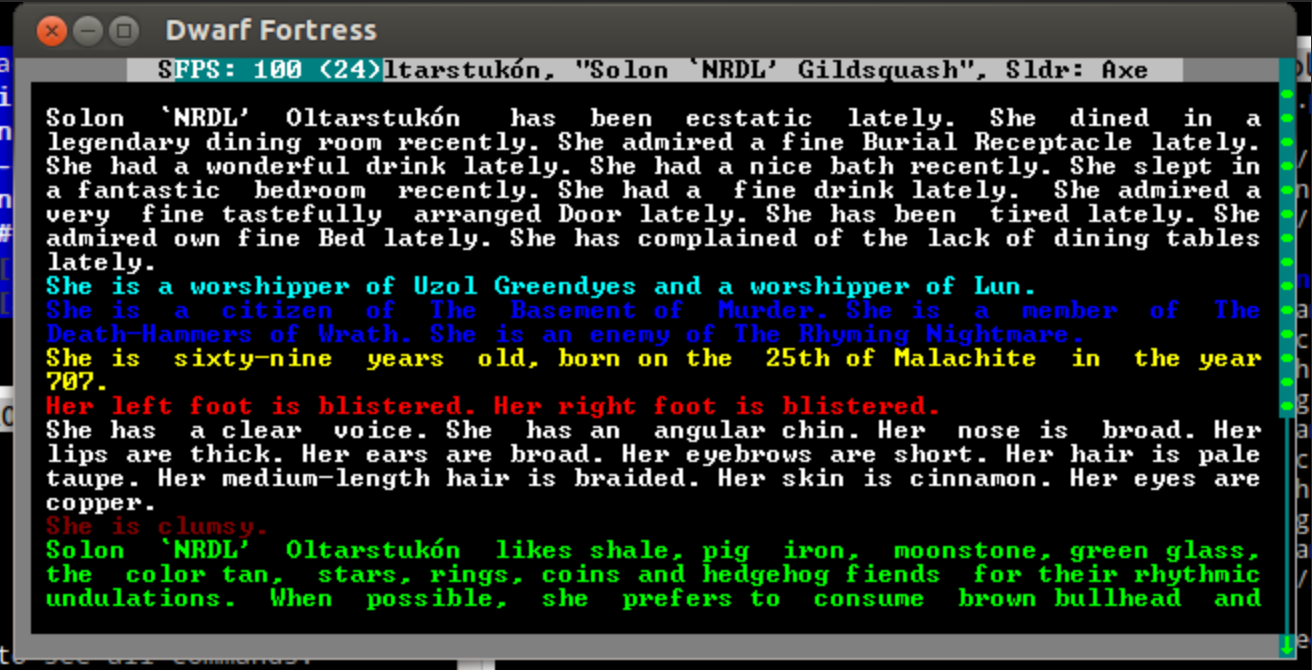 Dwarf Fortress
SFPS: 100 (24)ltarstukón, "Solon `NRDL' Gildsquash", Sldr: Axe
Solon `NRDL' Oltarstukón has been ecstatic lately. She dined in a
legendary dining room recently. She admired a fine Burial Receptacle lately.
She had a wonderful drink lately. She had a nice bath recently. She slept in
a fantastic bedroom recently. She had a fine drink lately. She admired a
very fine tastefully arranged Door lately. She has been tired lately. She
admired own fine Bed lately. She has complained of the lack of dining tables
lately.
She is a worshipper of Uzol Greendyes and a worshipper of Lun.
She is a citizen of The Basement of Murder. She is a member of The
Death-Hammers of Wrath. She is an enemy of The Rhyming Nightmare.
She is sixty-nine years old, born on the 25th of Malachite in the year
707.
Her left foot is blistered. Her right foot is blistered.
She has a clear voice. She has an angular chin. Her nose is broad. Her
lips are thick. Her ears are broad. Her eyebrows are short. Her hair is pale
taupe. Her medium-length hair is braided. Her skin is cinnamon. Her eyes are
copper.
She is clumsy.
Solon `NRDL' Oltarstukón likes shale, pig iron, moonstone, green glass,
the color tan, stars, rings, coins and hedgehog fiends for their rhythmic
undulations. When possible, she prefers to consume brown bullhead and
to see all commands.